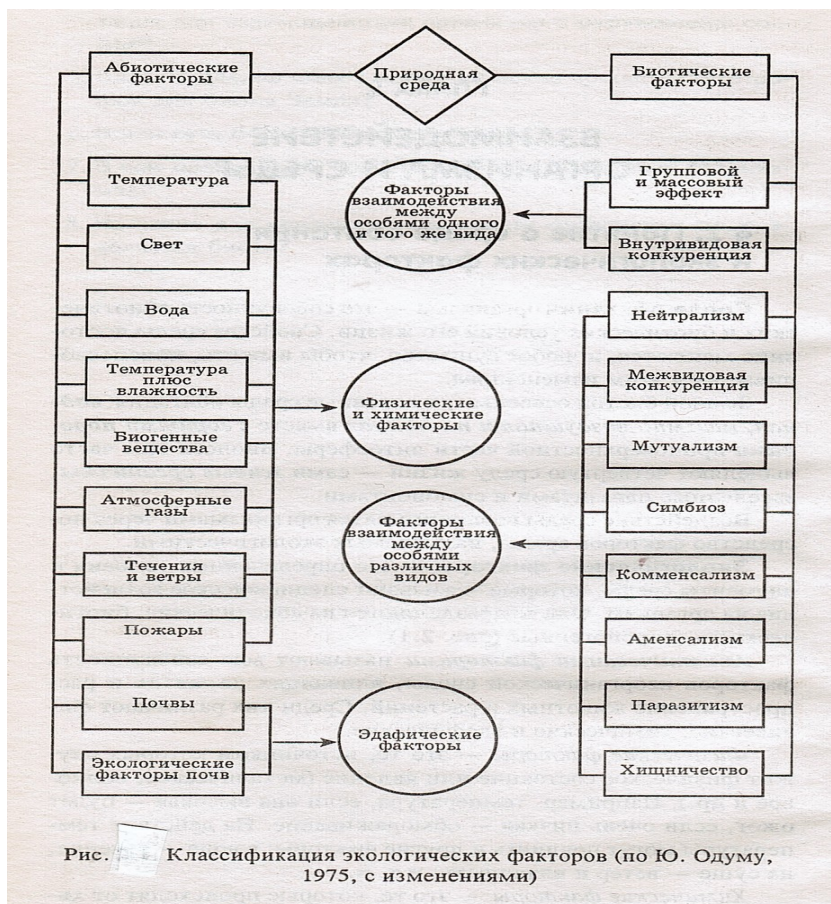 Абиотические
факторы
Природная
среда
Биотические
факторы
Температура
Свет
Вода
Температура
плюс
влажность
Биогенные
вещества
Атмосферные
газы
Течения
и ветры
Пожары
Почвы
Экологические
факторы почв
Факторы
взаимодействия
между
особями одного
и того же вида
Физические
и химические
факторы
Факторы
взаимодействия
между
особями
различных
видов
Эдафические
факторы
Групповой
и массовый
эффект
Внутривидовая
конкуренция
Нейтрализм
Межвидовая
конкуренция
Мутуализм
Симбиоз
Комменсализм
Аменсализм
Паразитизм
Хищничество
Рис. Классификация экологических факторов (по Ю. Одуму,
1975, с изменениями)